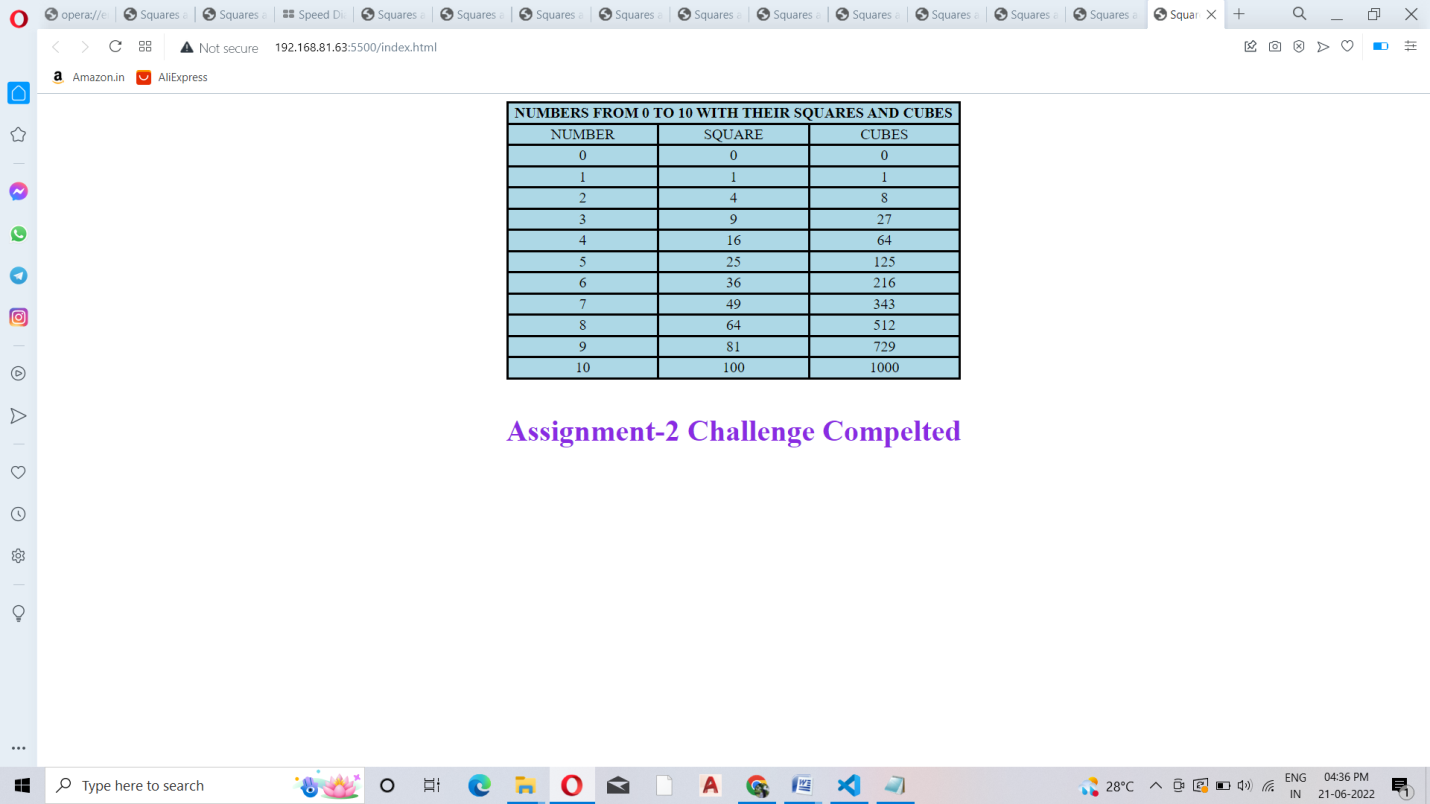 opera://e Squares a Squares a Speed Di Squares a Squares a Squares a Squares a Squares a Squares a Squares a Squares a Squares a Squares a Squar
Not secure 192.168.81.63:5500/index.html
Amazon.in AliExpress
NUMBERS FROM 0 TO 10 WITH THEIR SQUARES AND CUBES
NUMBER SQUARE CUBES
0 0 0
1 1 1
2 4 8
3 9 27
4 16 64
5 25 125
6 36 216
7 49 343
8 64 512
9 81 729
10 100 1000
Assignment-2 Challenge Compelted
Type here to search
28°C
ENG
IN
04:36 PM
21-06-2022
1